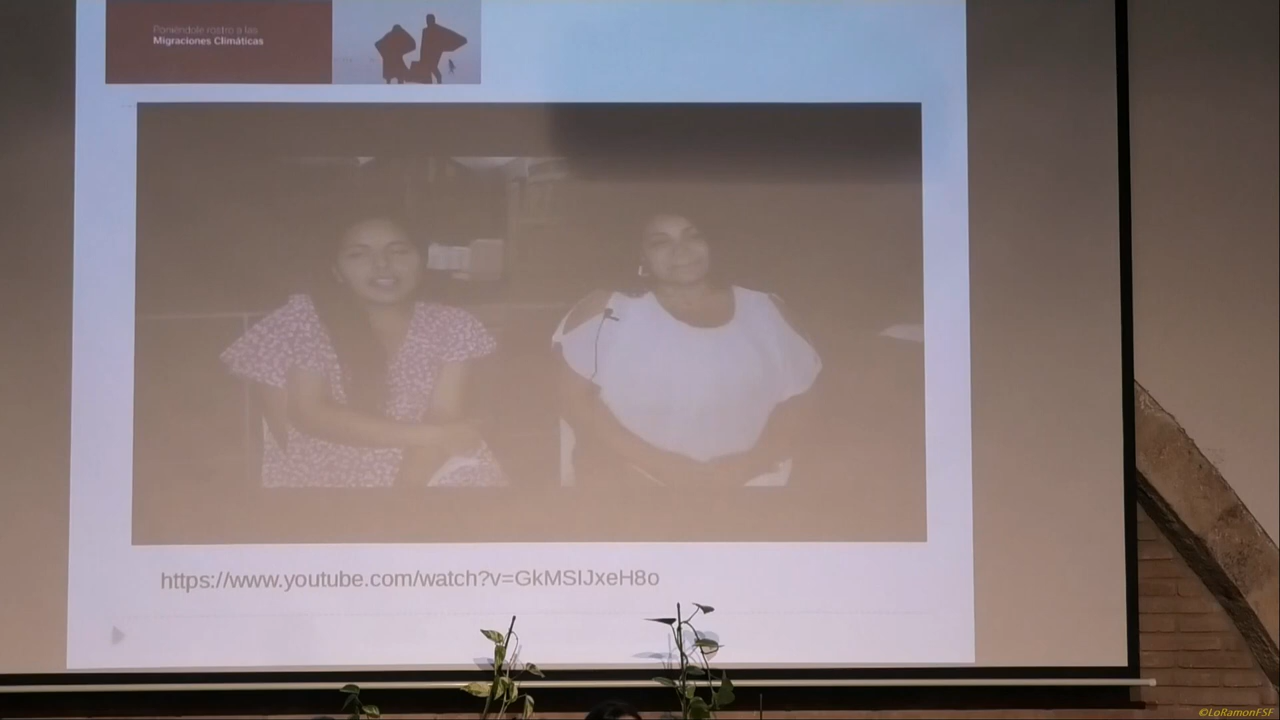 Poniéndole rostro a las
Migraciones Climáticas
https://www.youtube.com/watch?v=GkMSIJxeH8o
©LoRamonFSF